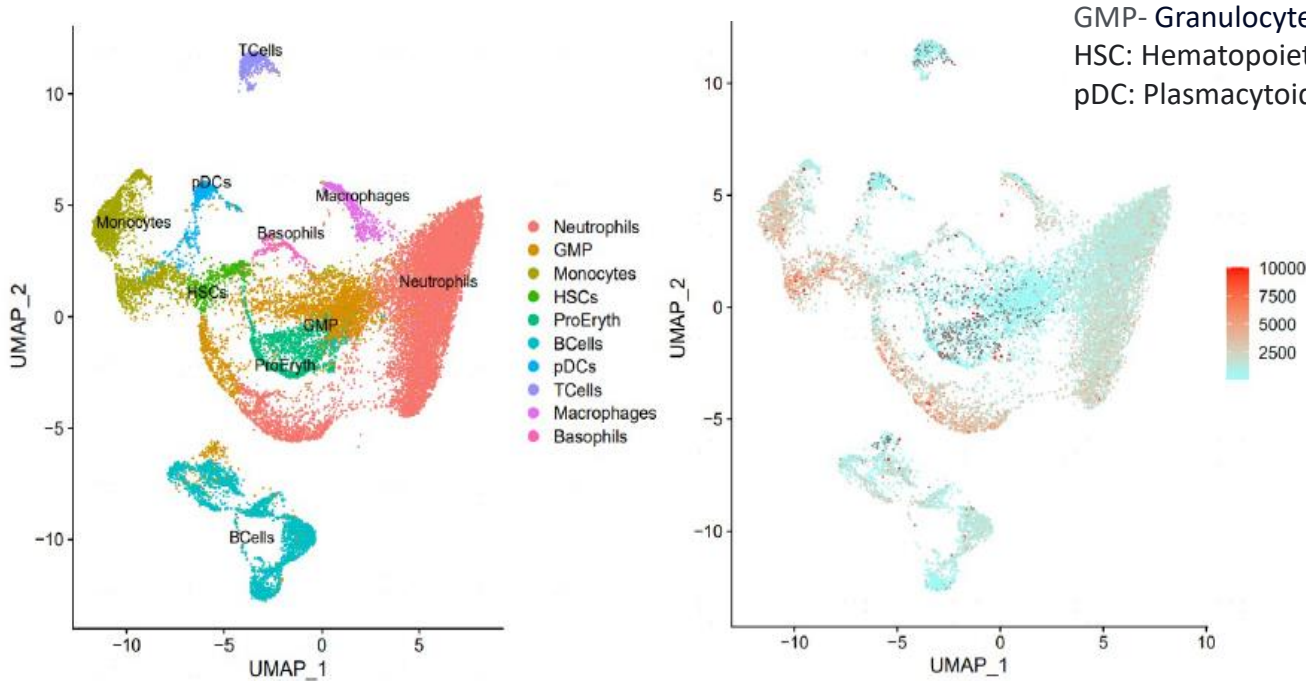 TCells
10
pDCs
Macrophages
5
Monocytes
Basophils
Neutrophils
HSCs
0
GMP
ProEryth
−5
−10
BCells
UMAP_2
−10
−5
0
5
UMAP_1
Neutrophils
GMP
Monocytes
HSCs
ProEryth
BCells
pDCs
TCells
Macrophages
Basophils
GMP- Granulocyte
HSC: Hematopoiet
pDC: Plasmacytoid
10
5
0
−5
−10
UMAP_2
−10
−5
0
5
10
UMAP_1
10000
7500
5000
2500